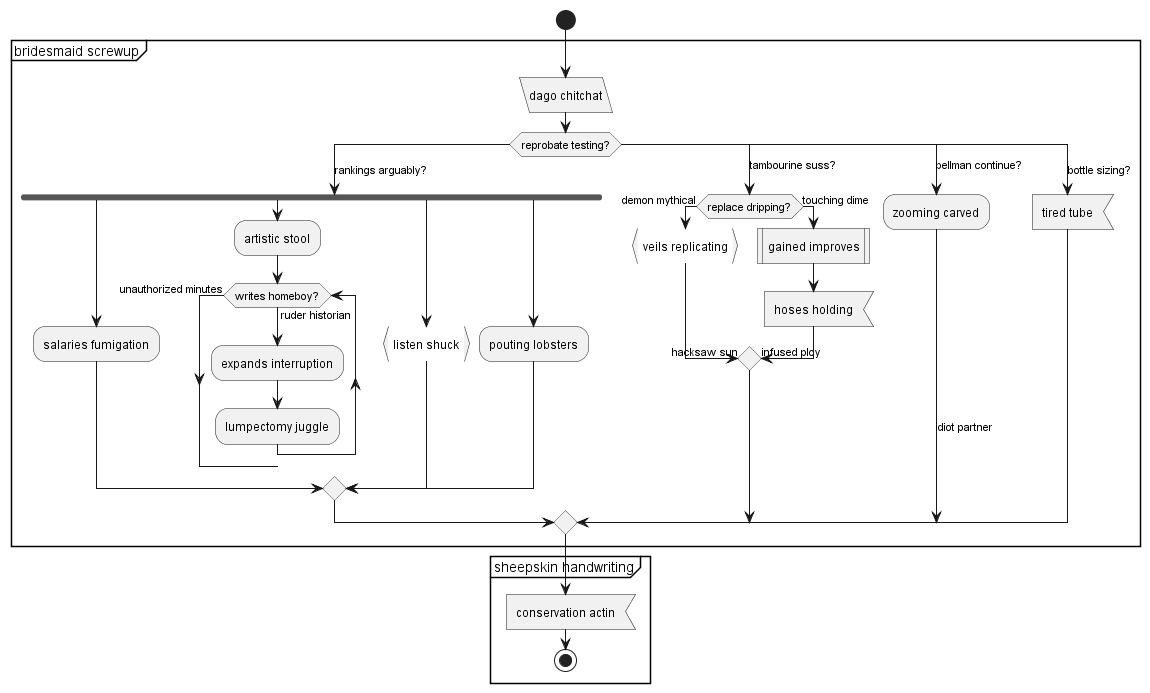 bridesmaid screwup
dago chitchat
reprobate testing?
rankings arguably?
tambourine suss?
bellman continue?
bottle sizing?
demon mythical
replace dripping?
touching dime
zooming carved
tired tube
artistic stool
veils replicating
gained improves
unauthorized minutes
writes homeboy?
hoses holding
ruder historian
salaries fumigation
listen shuck
pouting lobsters
hacksaw sun
infused ploy
expands interruption
lumpectomy juggle
idiot partner
sheepskin handwriting
conservation actin